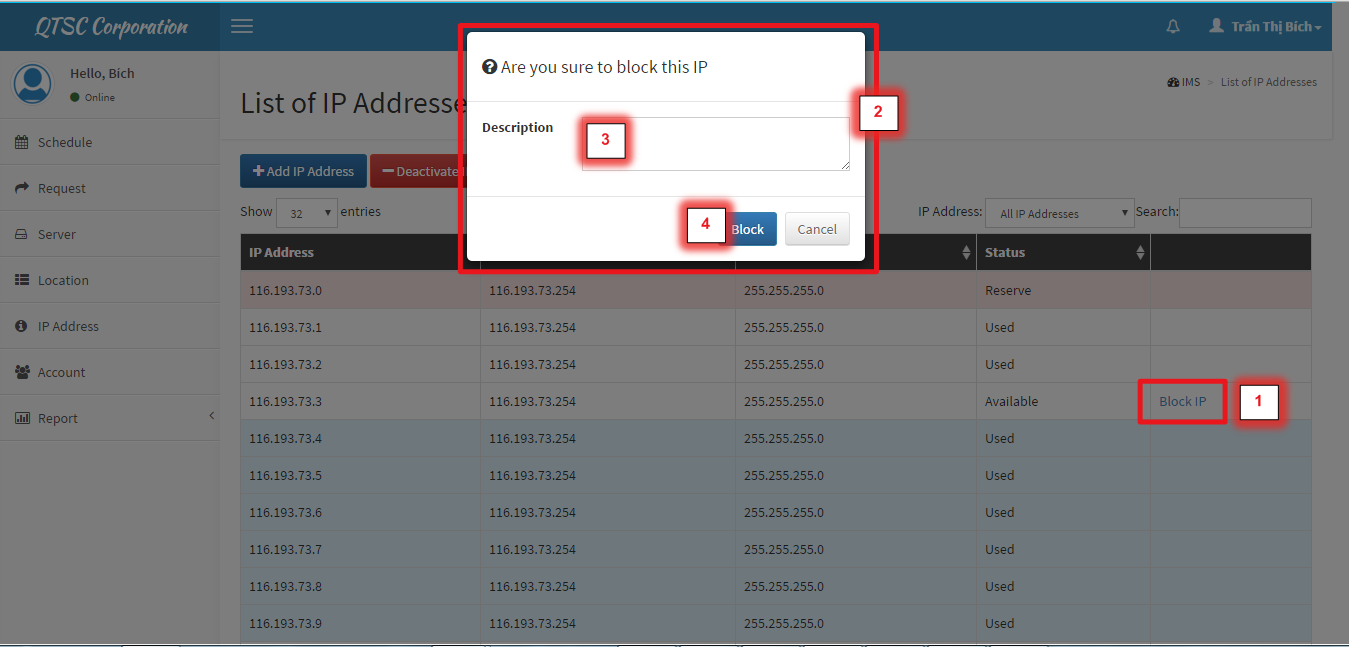 QTSC Corporation
Trần Thị Bích
Hello, Bích
Online
Schedule
Request
Server
Location
IP Address
Account
Report
List of IP Addresse
IMS > List of IP Addresses
Add IP Address
Deactivate
Show 32 entries
IP Address: All IP Addresses Search:
Are you sure to block this IP
2
Description
3
4
Block
Cancel
IP Address Status
116.193.73.0 116.193.73.254 255.255.255.0 Reserve
116.193.73.1 116.193.73.254 255.255.255.0 Used
116.193.73.2 116.193.73.254 255.255.255.0 Used
116.193.73.3 116.193.73.254 255.255.255.0 Available Block IP 1
116.193.73.4 116.193.73.254 255.255.255.0 Used
116.193.73.5 116.193.73.254 255.255.255.0 Used
116.193.73.6 116.193.73.254 255.255.255.0 Used
116.193.73.7 116.193.73.254 255.255.255.0 Used
116.193.73.8 116.193.73.254 255.255.255.0 Used
116.193.73.9 116.193.73.254 255.255.255.0 Used